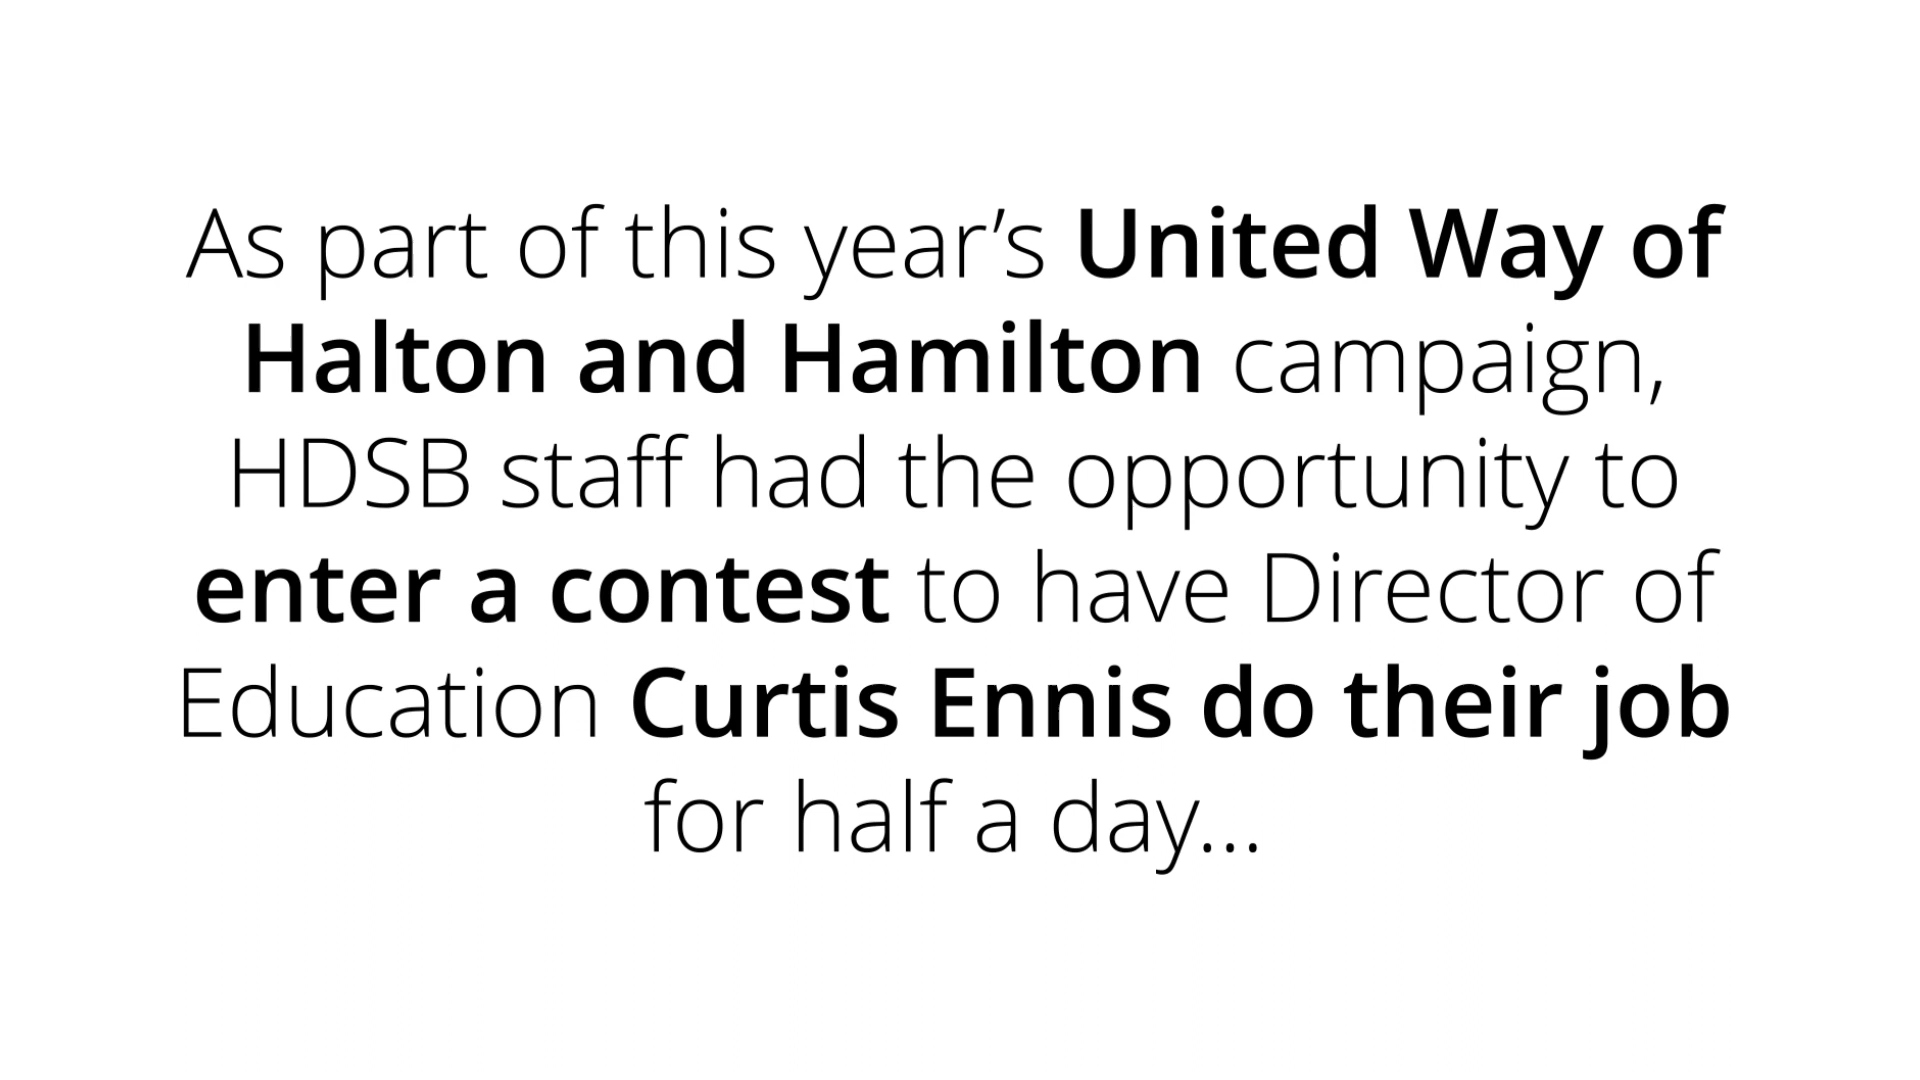 As part of this year’s United Way of
Halton and Hamilton campaign,
HDSB staff had the opportunity to
enter a contest to have Director of
Education Curtis Ennis do their job
for half a day...